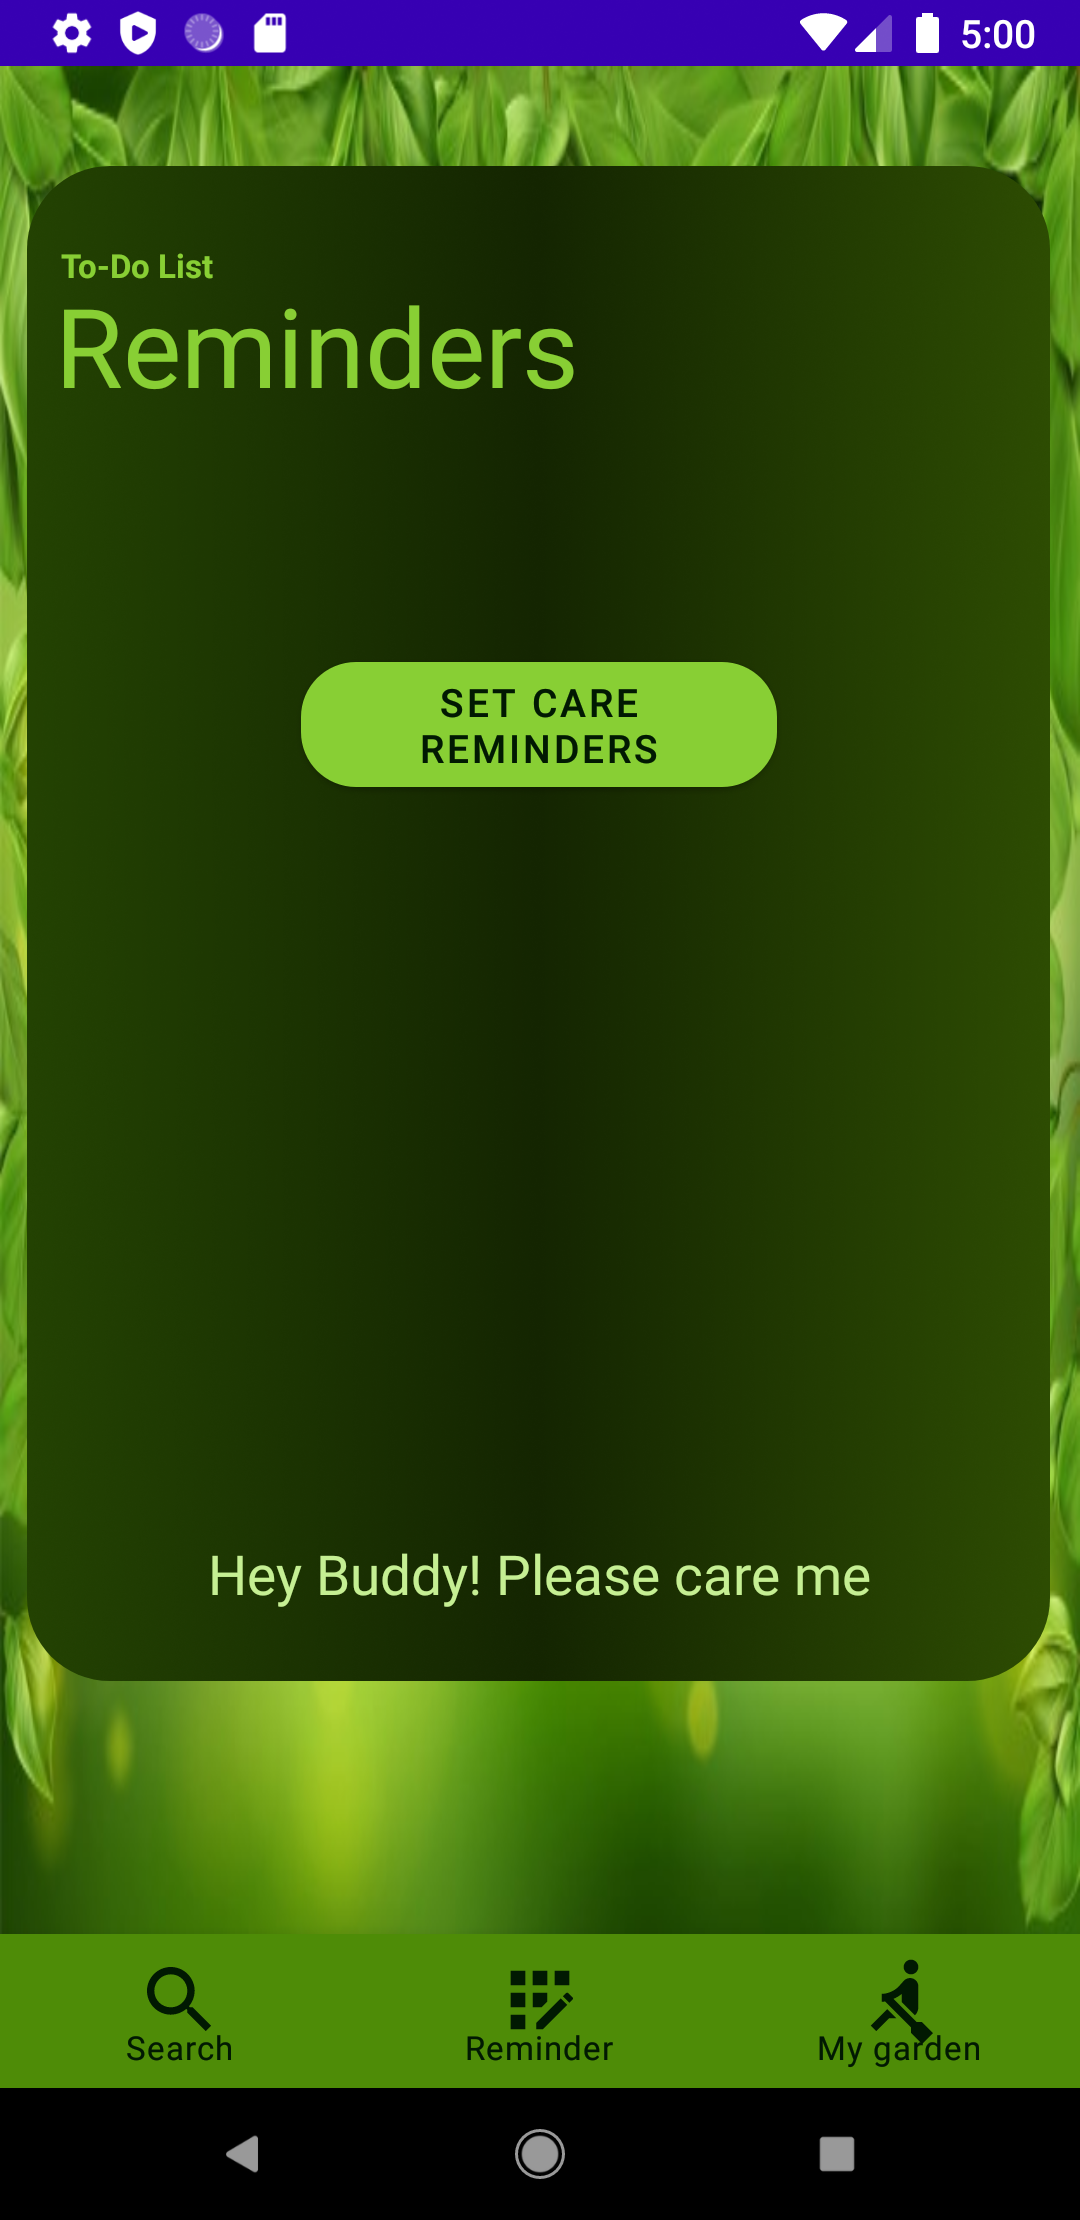 5:00
To-Do List
Reminders
SET CARE
REMINDERS
Hey Buddy! Please care me
Search
Reminder
My garden